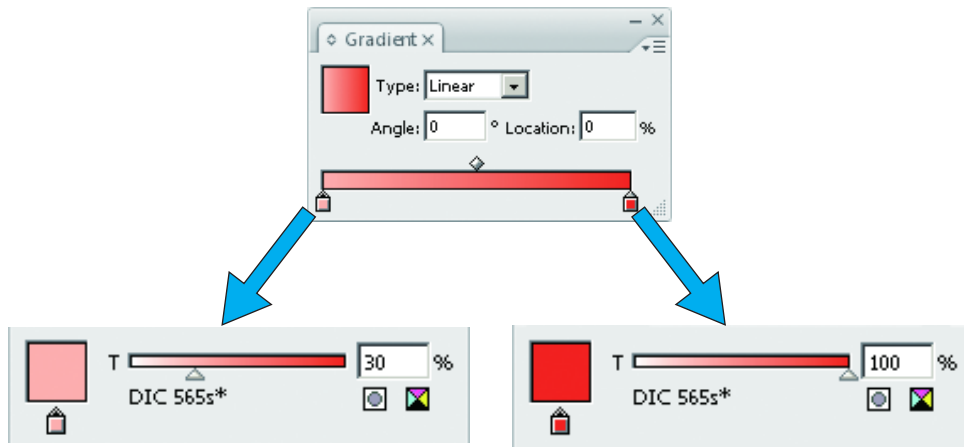 Gradient
Type: Linear
Angle: 0 ° Location: 0 %
T 30 %
DIC 565s*
T 100 %
DIC 565s*